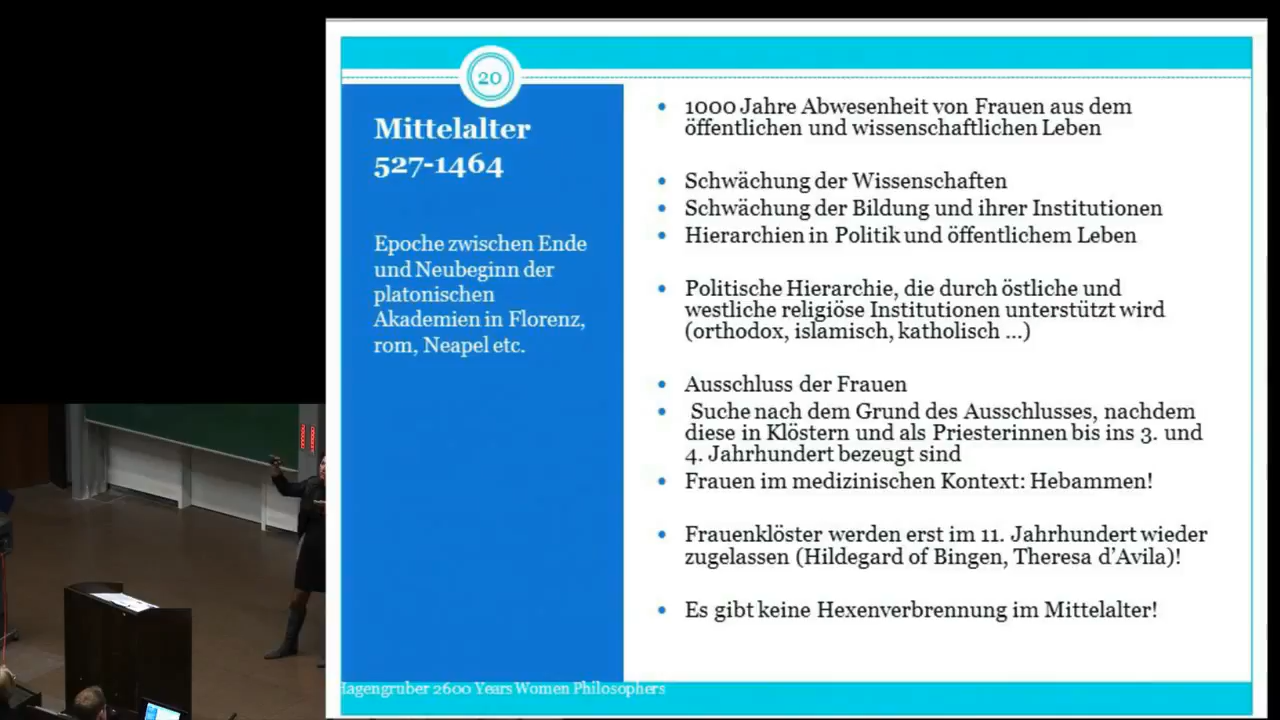 20
Mittelalter
527-1464
Epoche zwischen Ende
und Neubeginn der
platonischen
Akademien in Florenz,
rom, Neapel etc.
1000 Jahre Abwesenheit von Frauen aus dem
öffentlichen und wissenschaftlichen Leben
Schwächung der Wissenschaften
Schwächung der Bildung und ihrer Institutionen
Hierarchien in Politik und öffentlichem Leben
Politische Hierarchie, die durch östliche und
westliche religiöse Institutionen unterstützt wird
(orthodox, islamisch, katholisch ...)
Ausschluss der Frauen
Suche nach dem Grund des Ausschlusses, nachdem
diese in Klöstern und als Priesterinnen bis ins 3. und
4. Jahrhundert bezeugt sind
Frauen im medizinischen Kontext: Hebammen!
Frauenklöster werden erst im 11. Jahrhundert wieder
zugelassen (Hildegard of Bingen, Theresa d'Avila)!
Es gibt keine Hexenverbrennung im Mittelalter!
Hagengruber 2600 Years Women Philosophers